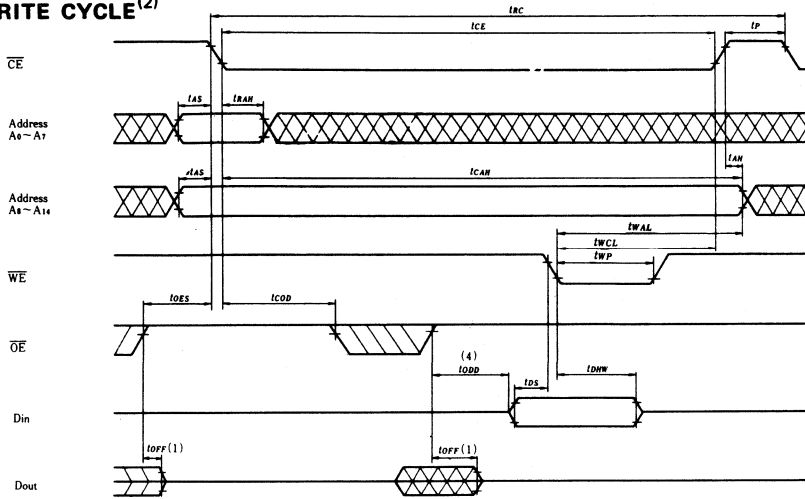 RITE CYCLE(2)
tRC
tCE
tP
CE
tAS
tRAH
Address
A0~A7
tAH
tAS
tCAH
Address
A8~A14
tWAL
tWCL
tWP
WE
tOES
tCOD
OE
(4)
tODD
tDS
tDHW
Din
tOFF(1)
tOFF(1)
Dout